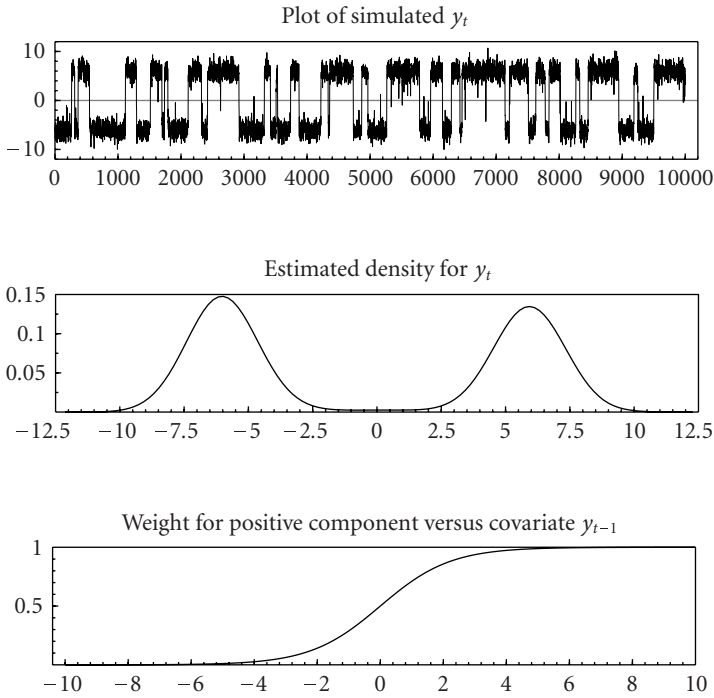 Plot of simulated y_t
10
0
−10
0 1000 2000 3000 4000 5000 6000 7000 8000 9000 10000
Estimated density for y_t
0.15
0.1
0.05
−12.5 −10 −7.5 −5 −2.5 0 2.5 5 7.5 10 12.5
Weight for positive component versus covariate y_{t−1}
1
0.5
−10 −8 −6 −4 −2 0 2 4 6 8 10